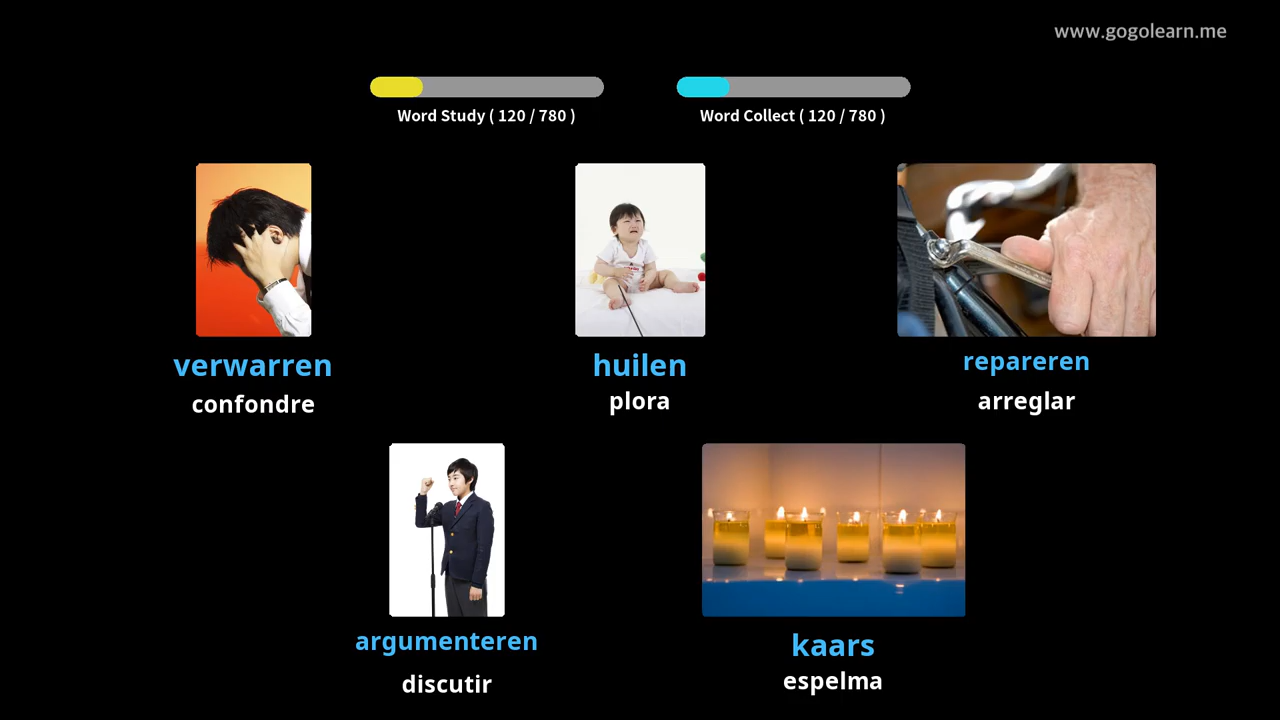 www.gogolearn.me
Word Study ( 120 / 780 )
Word Collect ( 120 / 780 )
verwarren
confondre
huilen
plora
repareren
arreglar
argumenteren
discutir
kaars
espelma